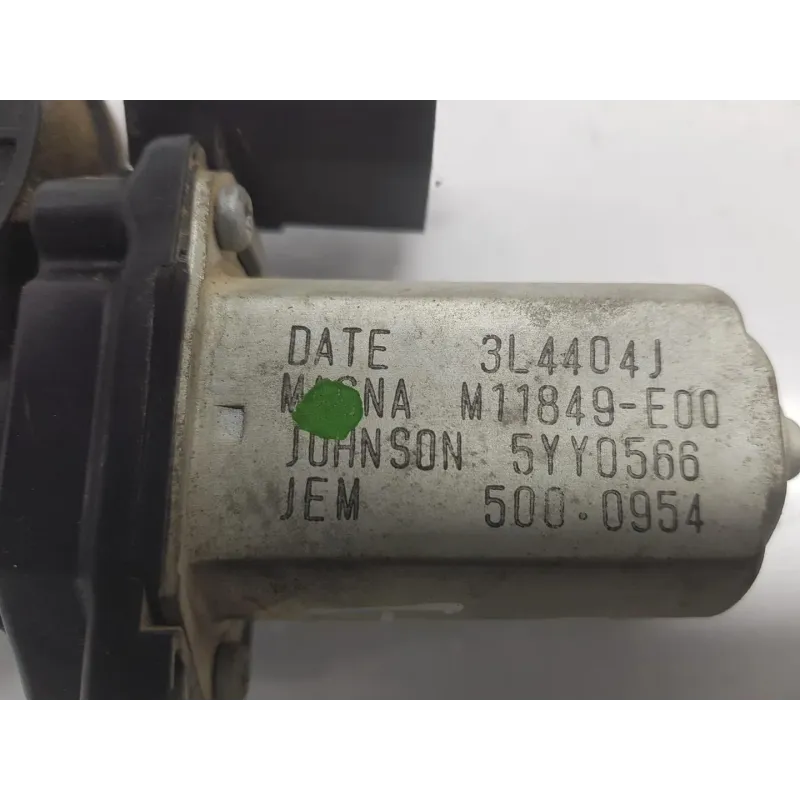 DATE 3L4404J
MAGNA M11849-E00
JOHNSON 5YY0566
JEM 500.0954